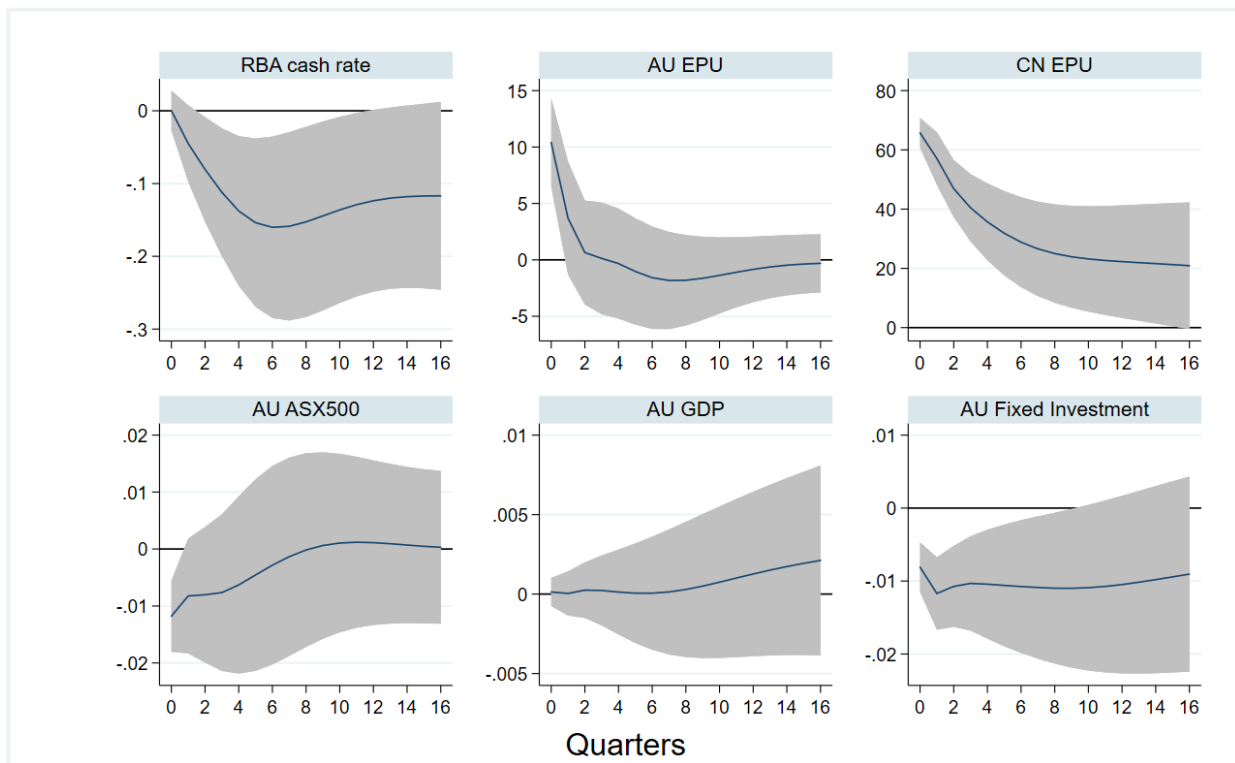 RBA cash rate
0
-.1
-.2
-.3
0 2 4 6 8 10 12 14 16
AU EPU
15
10
5
0
-5
0 2 4 6 8 10 12 14 16
CN EPU
80
60
40
20
0
0 2 4 6 8 10 12 14 16
AU ASX500
.02
.01
0
-.01
-.02
0 2 4 6 8 10 12 14 16
AU GDP
.01
.005
0
-.005
0 2 4 6 8 10 12 14 16
AU Fixed Investment
.01
0
-.01
-.02
0 2 4 6 8 10 12 14 16
Quarters